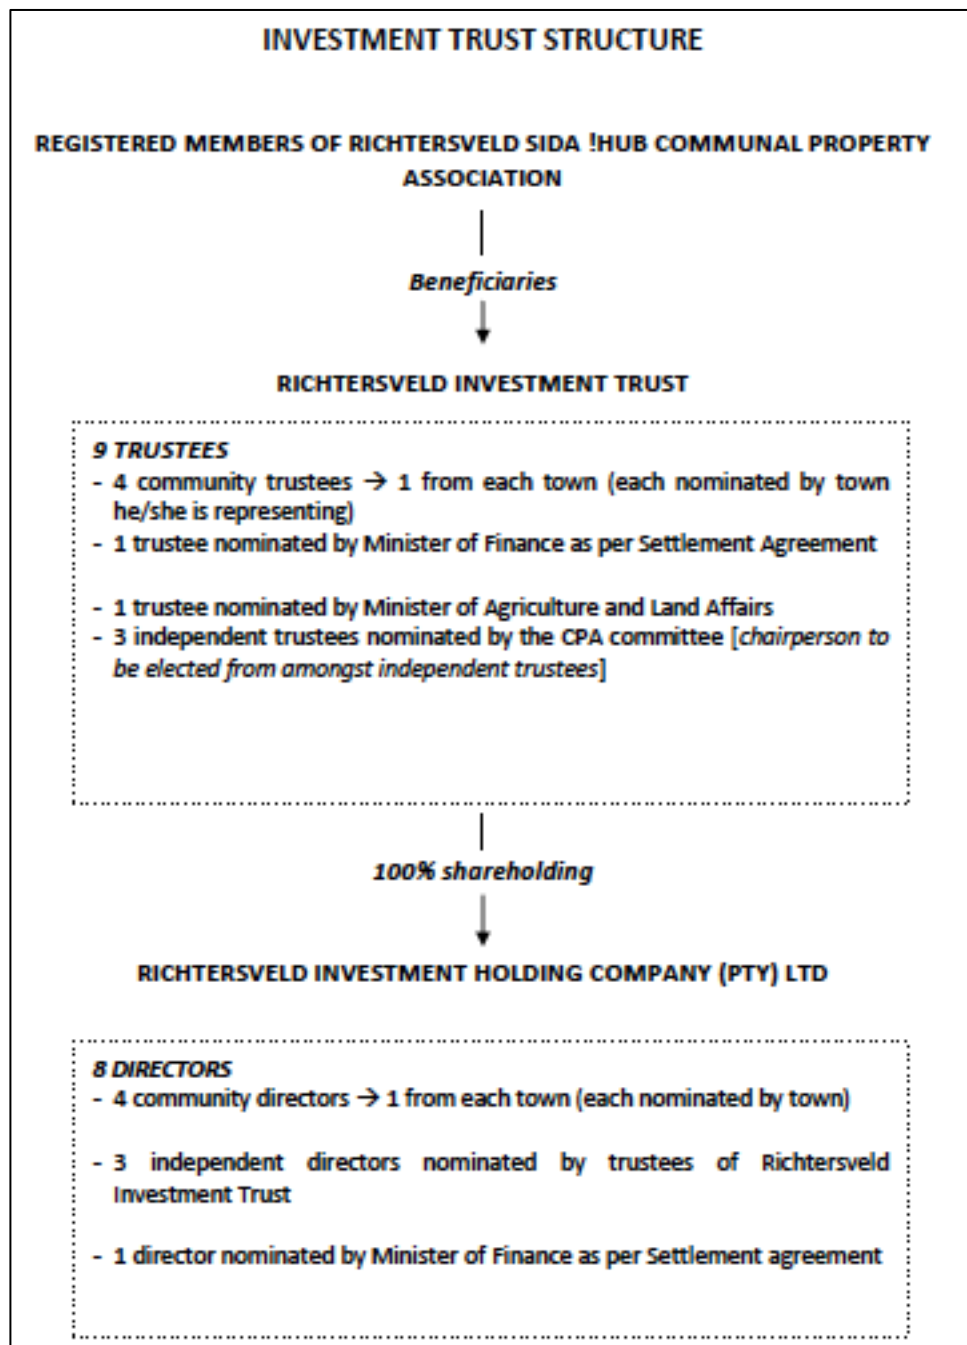 INVESTMENT TRUST STRUCTURE
REGISTERED MEMBERS OF RICHTERSVELD SIDA !HUB COMMUNAL PROPERTY
ASSOCIATION
Beneficiaries
RICHTERSVELD INVESTMENT TRUST
9 TRUSTEES
- 4 community trustees → 1 from each town (each nominated by town
he/she is representing)
- 1 trustee nominated by Minister of Finance as per Settlement Agreement
- 1 trustee nominated by Minister of Agriculture and Land Affairs
- 3 independent trustees nominated by the CPA committee [chairperson to
be elected from amongst independent trustees]
100% shareholding
RICHTERSVELD INVESTMENT HOLDING COMPANY (PTY) LTD
8 DIRECTORS
- 4 community directors → 1 from each town (each nominated by town)
- 3 independent directors nominated by trustees of Richtersveld
Investment Trust
- 1 director nominated by Minister of Finance as per Settlement agreement